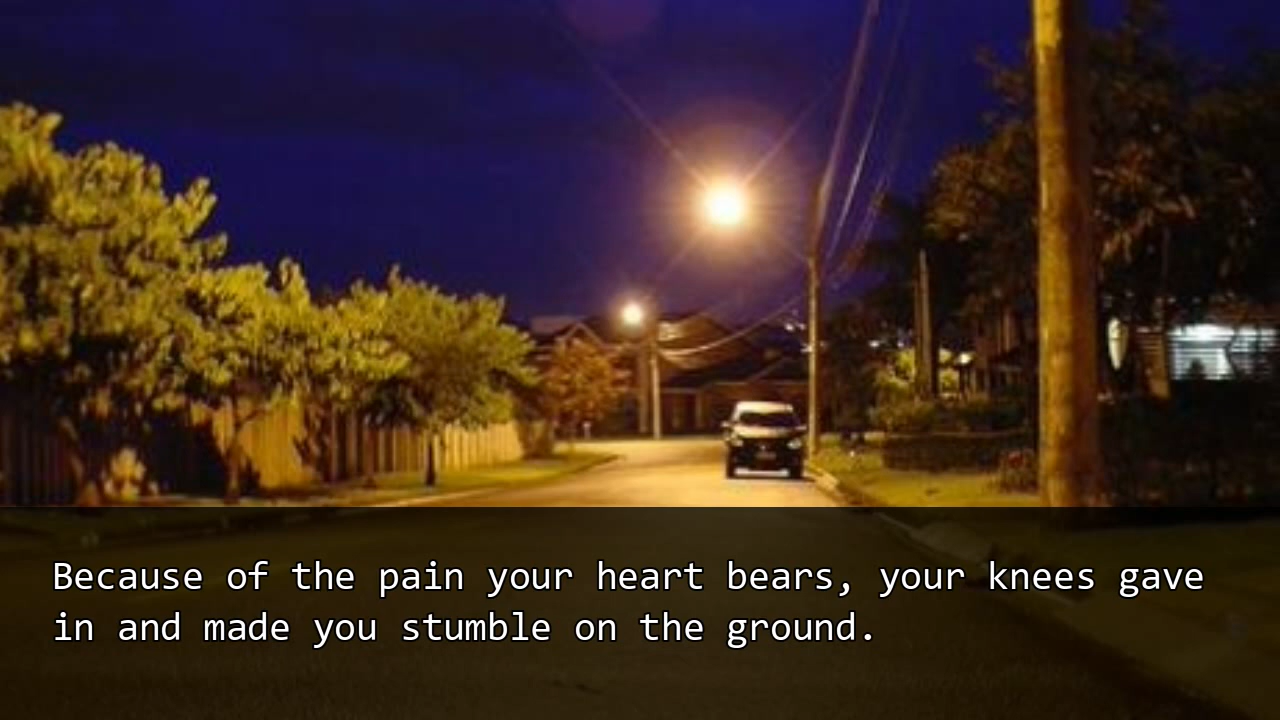 Because of the pain your heart bears, your knees gave
in and made you stumble on the ground.